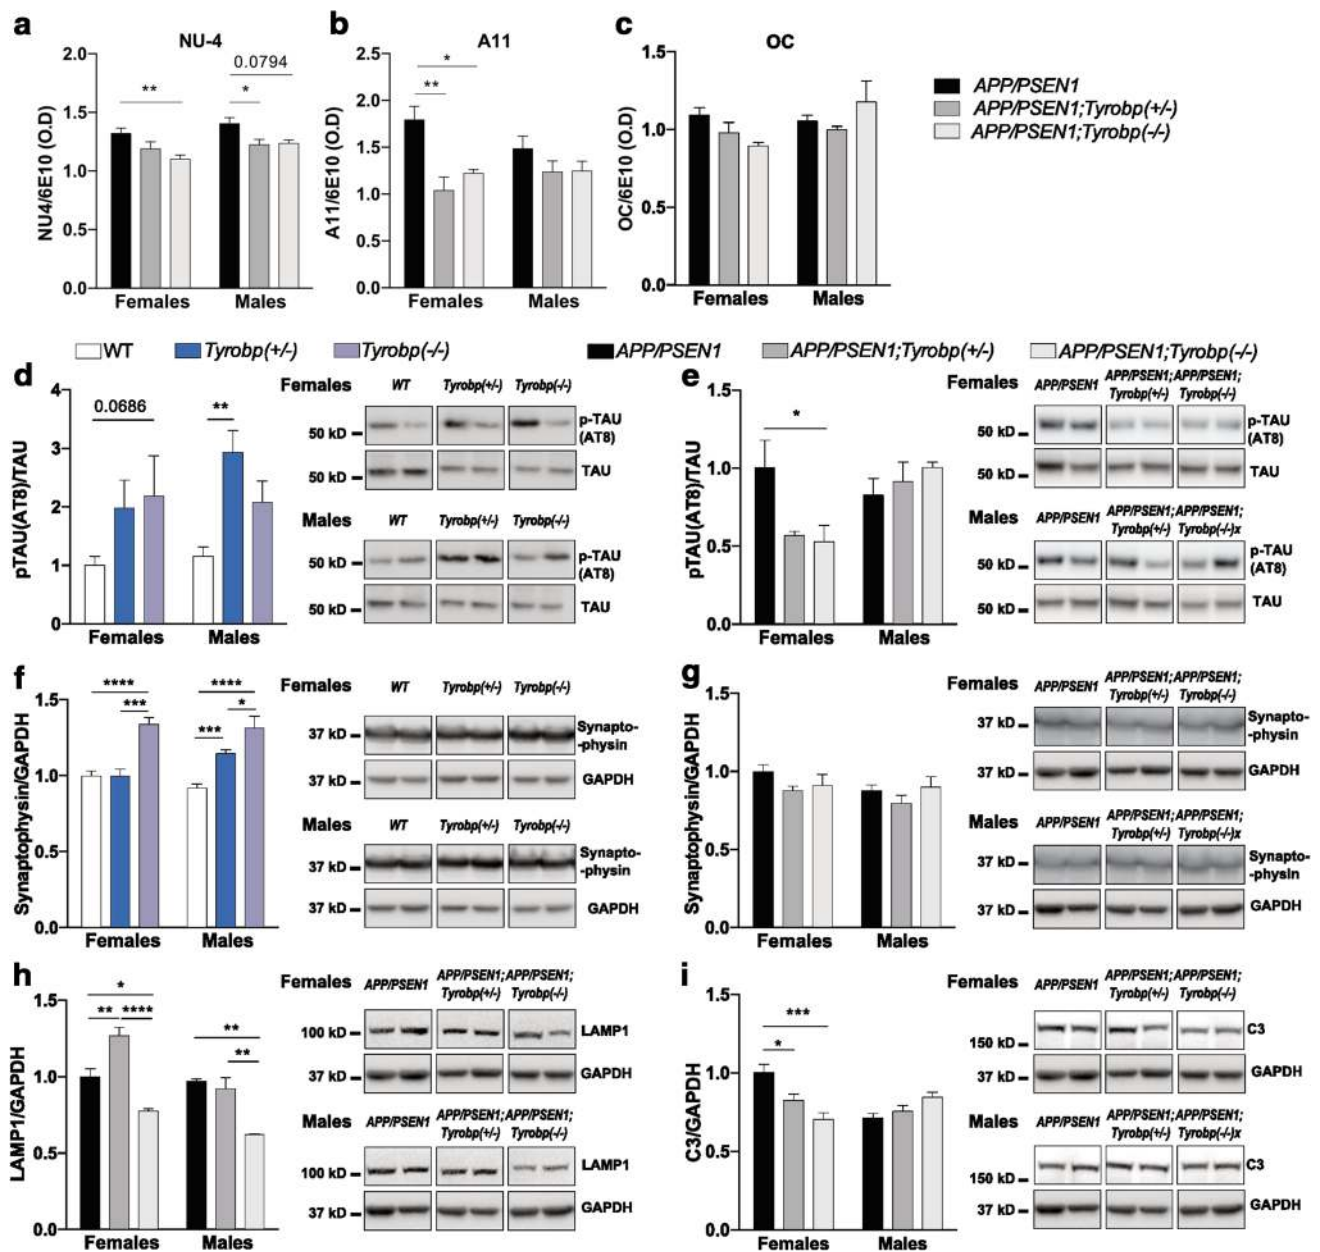 a
NU-4
NU4/6E10 (O.D)
2.0
1.5
1.0
0.5
0.0
**
*
0.0794
Females
Males
b
A11
A11/6E10 (O.D)
2.5
2.0
1.5
1.0
0.5
0.0
*
**
Females
Males
c
OC
OC/6E10 (O.D)
1.5
1.0
0.5
0.0
Females
Males
APP/PSEN1
APP/PSEN1;Tyrobp(+/-)
APP/PSEN1;Tyrobp(-/-)
WT
Tyrobp(+/-)
Tyrobp(-/-)
APP/PSEN1
APP/PSEN1;Tyrobp(+/-)
APP/PSEN1;Tyrobp(-/-)
d
pTAU(AT8)/TAU
4
3
2
1
0
0.0686
**
Females
Males
Females
WT
Tyrobp(+/-)
Tyrobp(-/-)
50 kD
p-TAU
(AT8)
50 kD
TAU
Males
WT
Tyrobp(+/-)
Tyrobp(-/-)
50 kD
p-TAU
(AT8)
50 kD
TAU
e
pTAU(AT8)/TAU
1.5
1.0
0.5
0.0
*
Females
Males
Females
APP/PSEN1
APP/PSEN1;
Tyrobp(+/-)
APP/PSEN1;
Tyrobp(-/-)
50 kD
p-TAU
(AT8)
50 kD
TAU
Males
APP/PSEN1
APP/PSEN1;
Tyrobp(+/-)
APP/PSEN1;
Tyrobp(-/-)x
50 kD
p-TAU
(AT8)
50 kD
TAU
f
Synaptophysin/GAPDH
1.5
1.0
0.5
0.0
****
***
****
*
***
Females
Males
Females
WT
Tyrobp(+/-)
Tyrobp(-/-)
37 kD
Synapto-
-physin
37 kD
GAPDH
Males
WT
Tyrobp(+/-)
Tyrobp(-/-)
37 kD
Synapto-
-physin
37 kD
GAPDH
g
Synaptophysin/GAPDH
1.5
1.0
0.5
0.0
Females
Males
Females
APP/PSEN1
APP/PSEN1;
Tyrobp(+/-)
APP/PSEN1;
Tyrobp(-/-)
37 kD
Synapto-
-physin
37 kD
GAPDH
Males
APP/PSEN1
APP/PSEN1;
Tyrobp(+/-)
APP/PSEN1;
Tyrobp(-/-)x
37 kD
Synapto-
-physin
37 kD
GAPDH
h
LAMP1/GAPDH
1.5
1.0
0.5
0.0
*
**
****
**
**
Females
Males
Females
APP/PSEN1
APP/PSEN1;
Tyrobp(+/-)
APP/PSEN1;
Tyrobp(-/-)
100 kD
LAMP1
37 kD
GAPDH
Males
APP/PSEN1
APP/PSEN1;
Tyrobp(+/-)
APP/PSEN1;
Tyrobp(-/-)
100 kD
LAMP1
37 kD
GAPDH
i
C3/GAPDH
1.5
1.0
0.5
0.0
***
*
Females
Males
Females
APP/PSEN1
APP/PSEN1;
Tyrobp(+/-)
APP/PSEN1;
Tyrobp(-/-)
150 kD
C3
37 kD
GAPDH
Males
APP/PSEN1
APP/PSEN1;
Tyrobp(+/-)
APP/PSEN1;
Tyrobp(-/-)x
150 kD
C3
37 kD
GAPDH